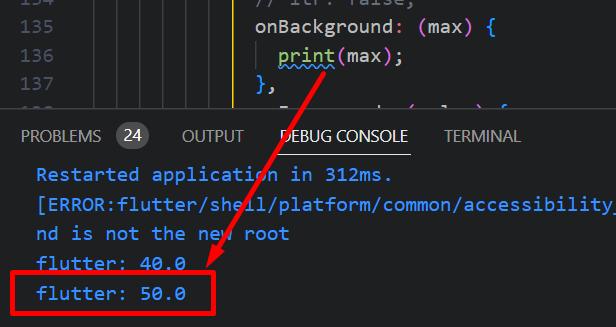 // ltr: false,
135 onBackground: (max) {
136 print(max);
137 },
PROBLEMS 24 OUTPUT DEBUG CONSOLE TERMINAL
Restarted application in 312ms.
[ERROR:flutter/shell/platform/common/accessibility_
nd is not the new root
flutter: 40.0
flutter: 50.0